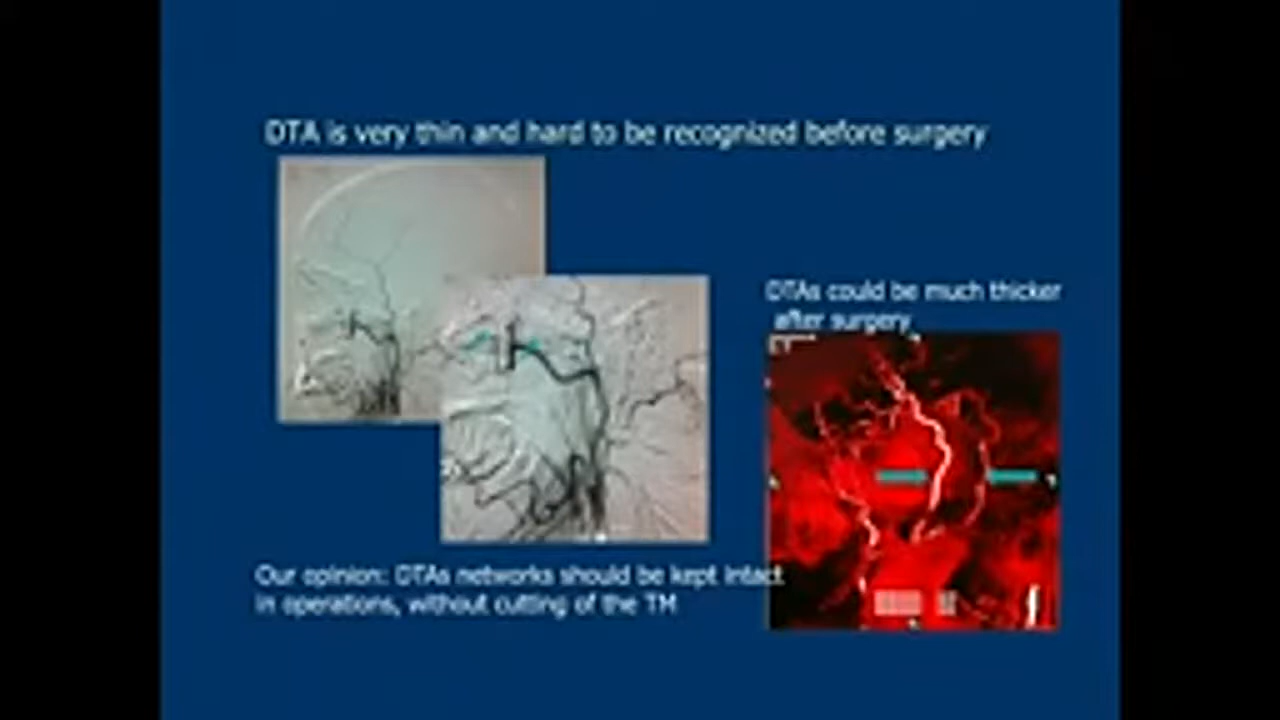 DTA is very thin and hard to be recognized before surgery
DTAs could be much thicker
after surgery
Our opinion: DTAs networks should be kept intact
in operations, without cutting of the TM